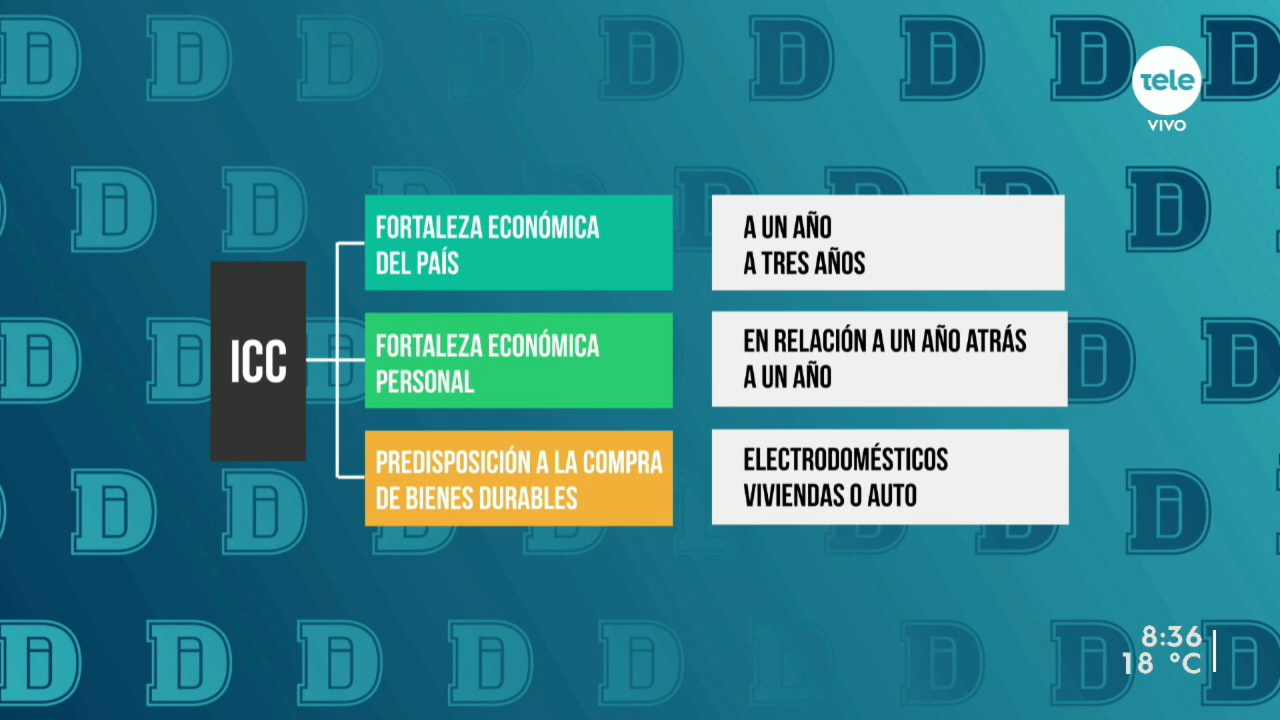 tele
VIVO
FORTALEZA ECONÓMICA
DEL PAÍS
A UN AÑO
A TRES AÑOS
ICC
FORTALEZA ECONÓMICA
PERSONAL
EN RELACIÓN A UN AÑO ATRÁS
A UN AÑO
PREDISPOSICIÓN A LA COMPRA
DE BIENES DURABLES
ELECTRODOMÉSTICOS
VIVIENDAS O AUTO
8:36
18 °C